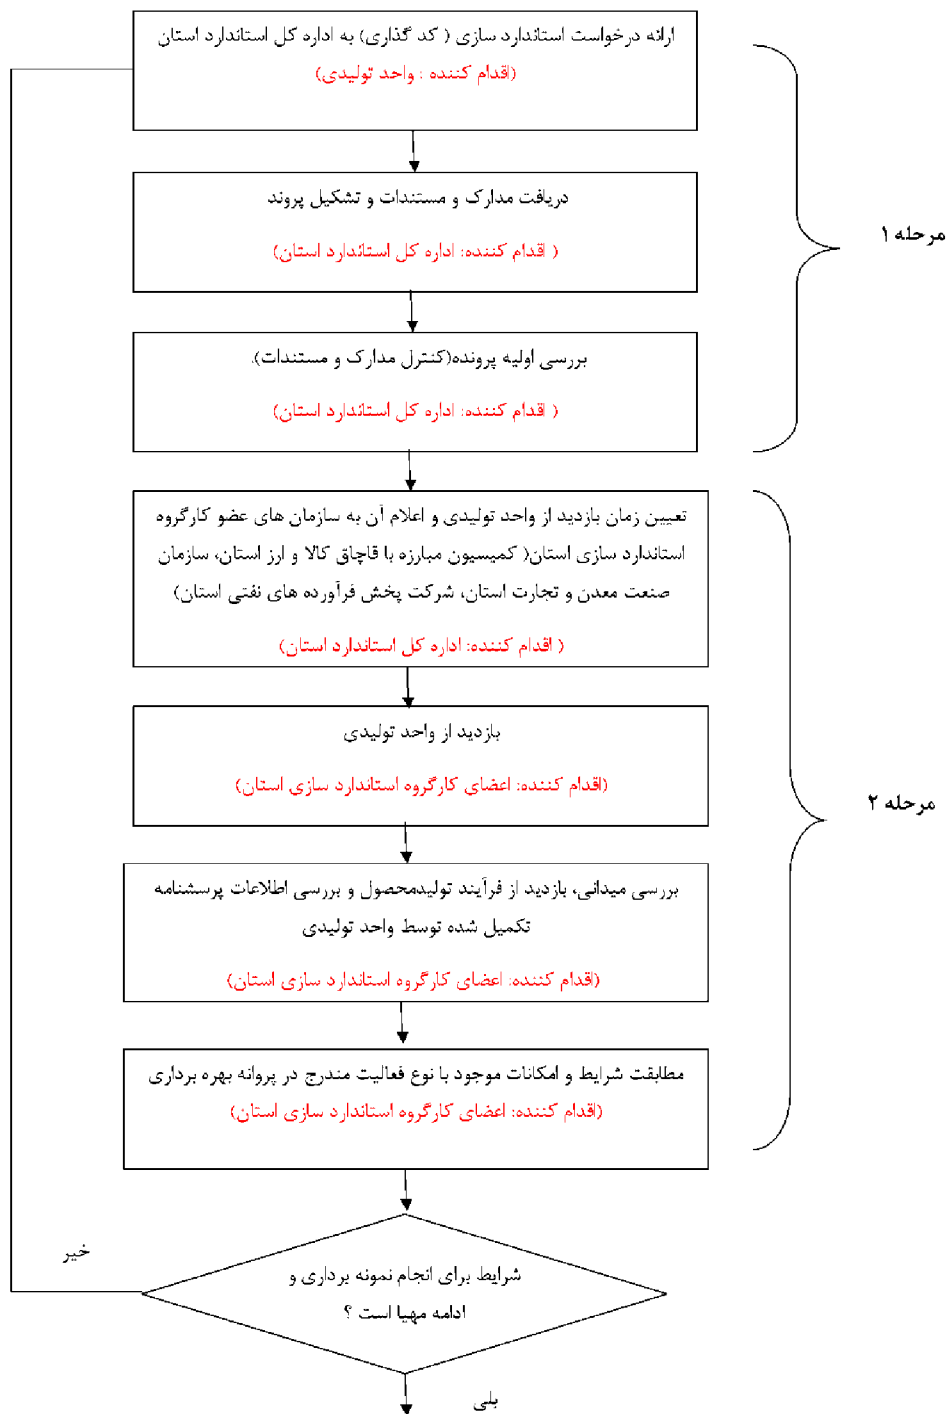 ارائه درخواست استاندارد سازی ( کد گذاری) به اداره کل استاندارد استان
(اقدام کننده : واحد تولیدی)
دریافت مدارک و مستندات و تشکیل پروند
( اقدام کننده: اداره کل استاندارد استان)
بررسی اولیه پرونده(کنترل مدارک و مستندات).
( اقدام کننده: اداره کل استاندارد استان)
مرحله ۱
تعیین زمان بازدید از واحد تولیدی و اعلام آن به سازمان های عضو کارگروه
استاندارد سازی استان( کمیسیون مبارزه با قاچاق کالا و ارز استان، سازمان
صنعت معدن و تجارت استان، شرکت پخش فرآورده های نفتی استان)
( اقدام کننده: اداره کل استاندارد استان)
بازدید از واحد تولیدی
(اقدام کننده: اعضای کارگروه استاندارد سازی استان)
بررسی میدانی، بازدید از فرآیند تولیدمحصول و بررسی اطلاعات پرسشنامه
تکمیل شده توسط واحد تولیدی
(اقدام کننده: اعضای کارگروه استاندارد سازی استان)
مطابقت شرایط و امکانات موجود با نوع فعالیت مندرج در پروانه بهره برداری
(اقدام کننده: اعضای کارگروه استاندارد سازی استان)
مرحله ۲
شرایط برای انجام نمونه برداری و
ادامه مهیا است ؟
خیر
بلی